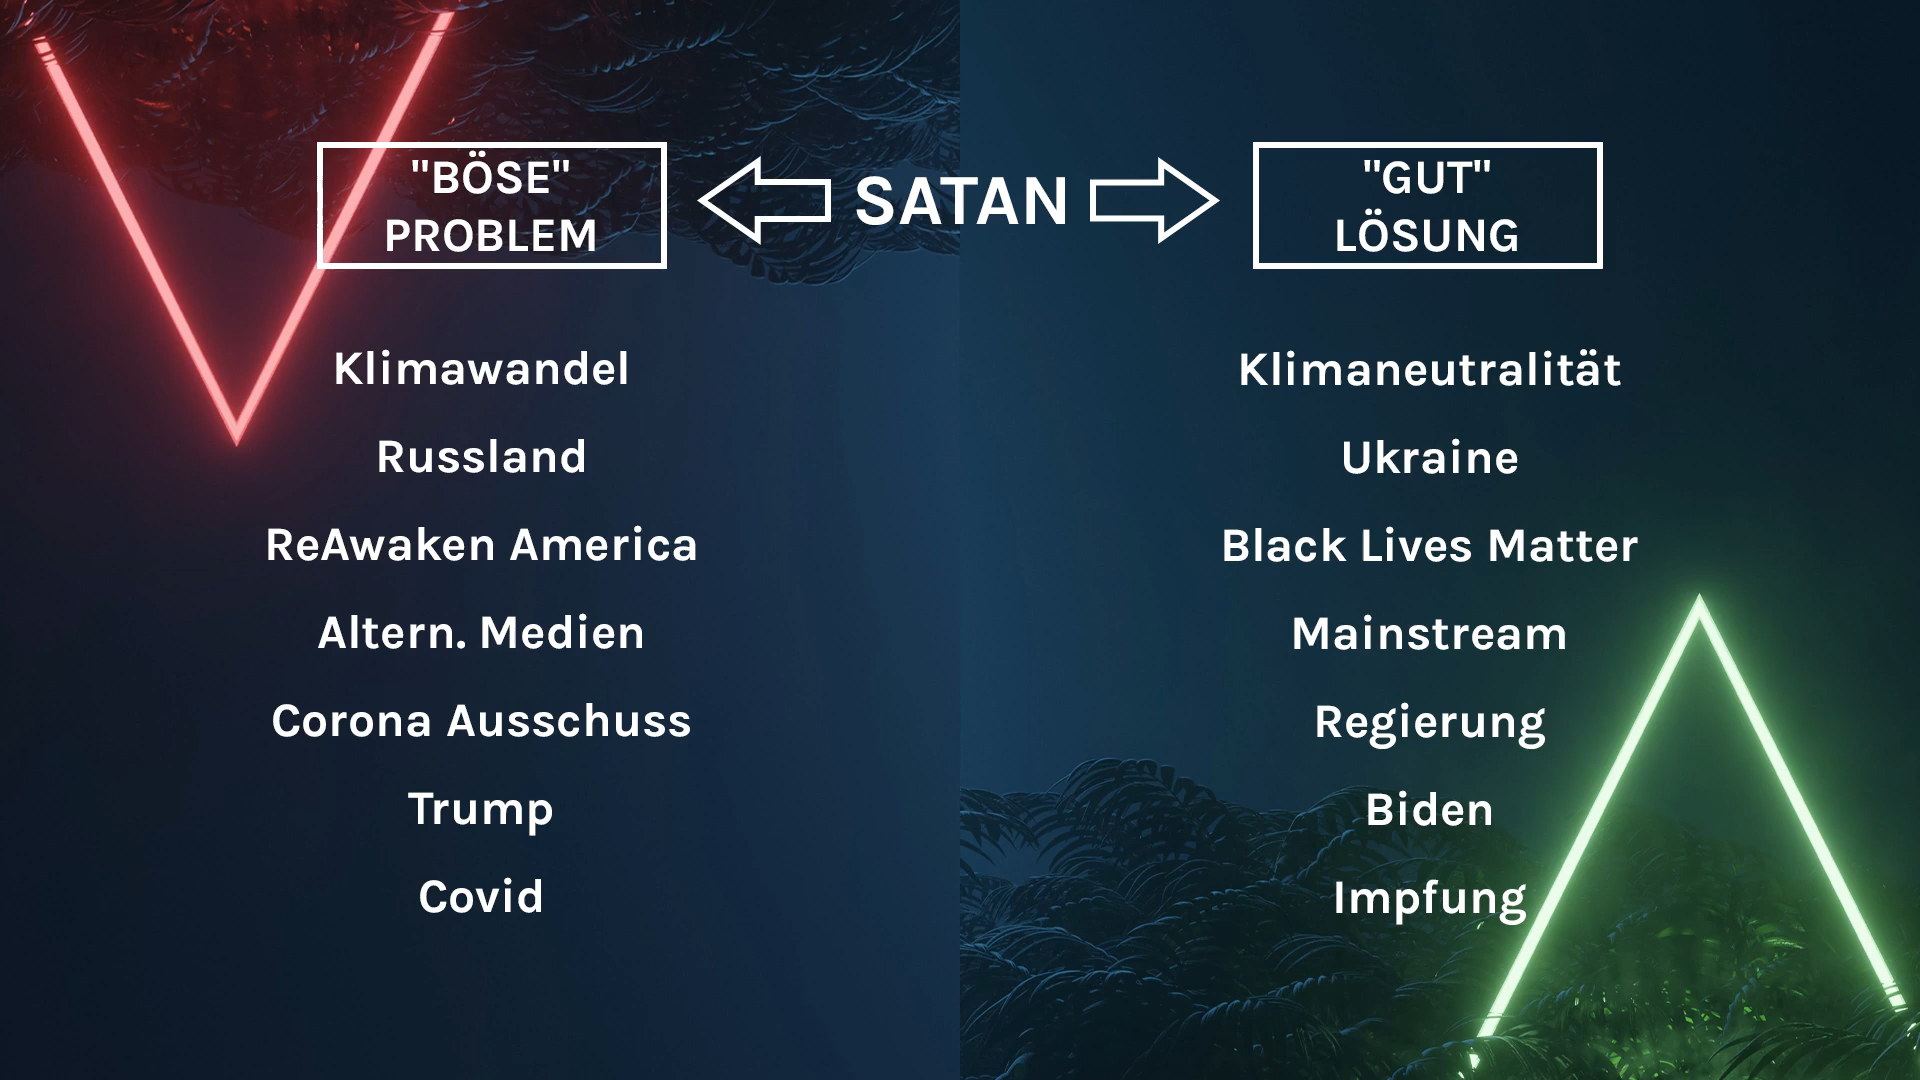 "BÖSE"
PROBLEM
SATAN
"GUT"
LÖSUNG
Klimawandel
Russland
ReAwaken America
Altern. Medien
Corona Ausschuss
Trump
Covid
Klimaneutralität
Ukraine
Black Lives Matter
Mainstream
Regierung
Biden
Impfung